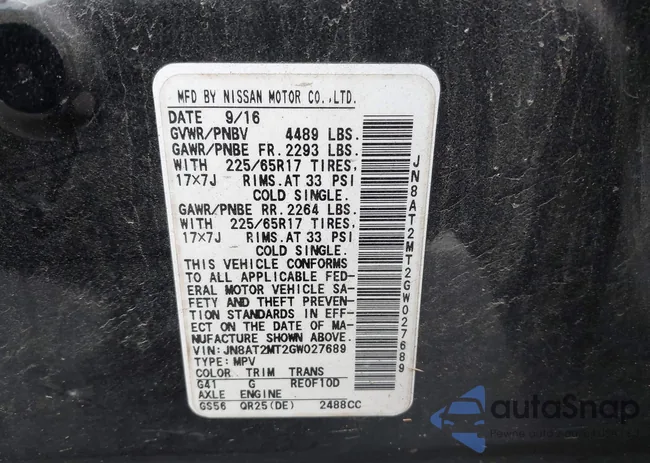 MFD BY NISSAN MOTOR CO.,LTD.
DATE 9/16
GVWR/PNBV 4489 LBS.
GAWR/PNBE FR. 2293 LBS.
WITH 225/65R17 TIRES,
17×7J RIMS.AT 33 PSI
COLD SINGLE.
GAWR/PNBE RR. 2264 LBS.
WITH 225/65R17 TIRES,
17×7J RIMS.AT 33 PSI
COLD SINGLE.
THIS VEHICLE CONFORMS
TO ALL APPLICABLE FED-
ERAL MOTOR VEHICLE SA-
FETY AND THEFT PREVEN-
TION STANDARDS IN EFF-
ECT ON THE DATE OF MA-
NUFACTURE SHOWN ABOVE.
VIN:JN8AT2MT2GW027689
TYPE:MPV
COLOR TRIM TRANS
G41 G RE0F10D
AXLE ENGINE
GS56 QR25(DE) 2488CC
JN8AT2MT2GW027689
autoSnap
Pewne auto z